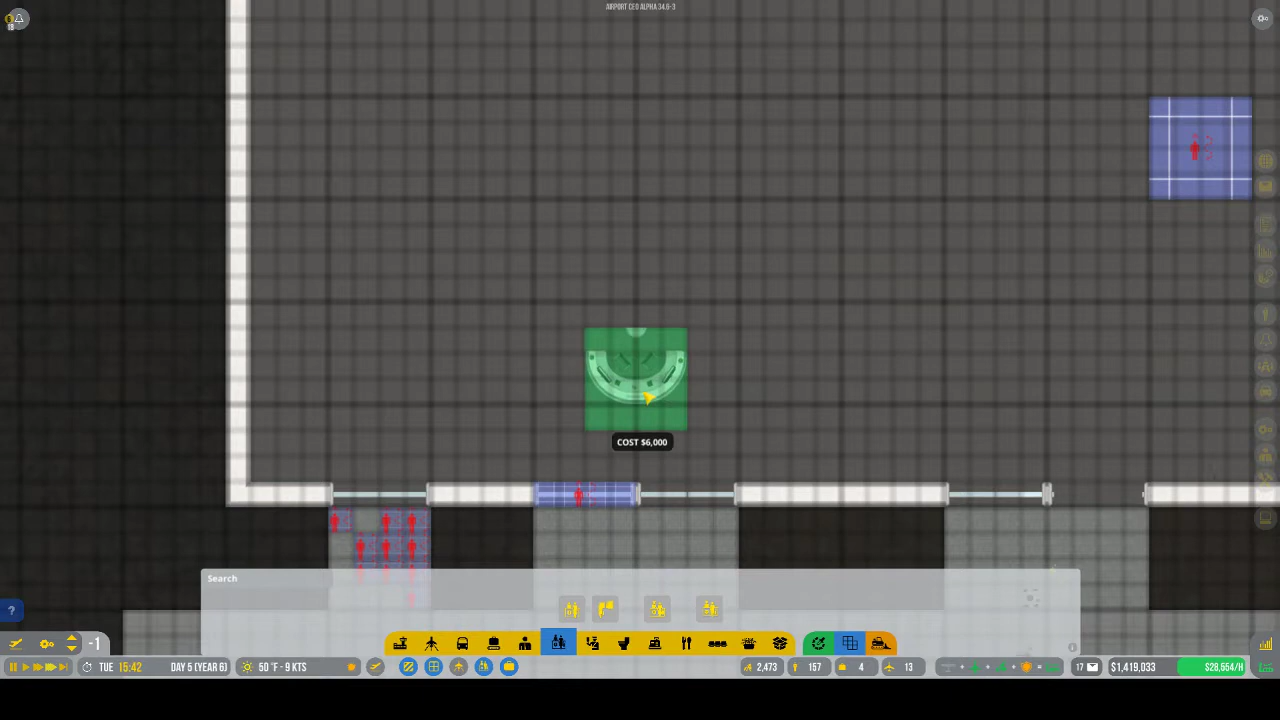 AIRPORT CEO ALPHA 34.6-3
COST $6,000
Search
?
-1
TUE 15:42
DAY 5 (YEAR 6)
50 °F - 9 KTS
2,473
157
4
13
17
$1,419,033
$28,554/H